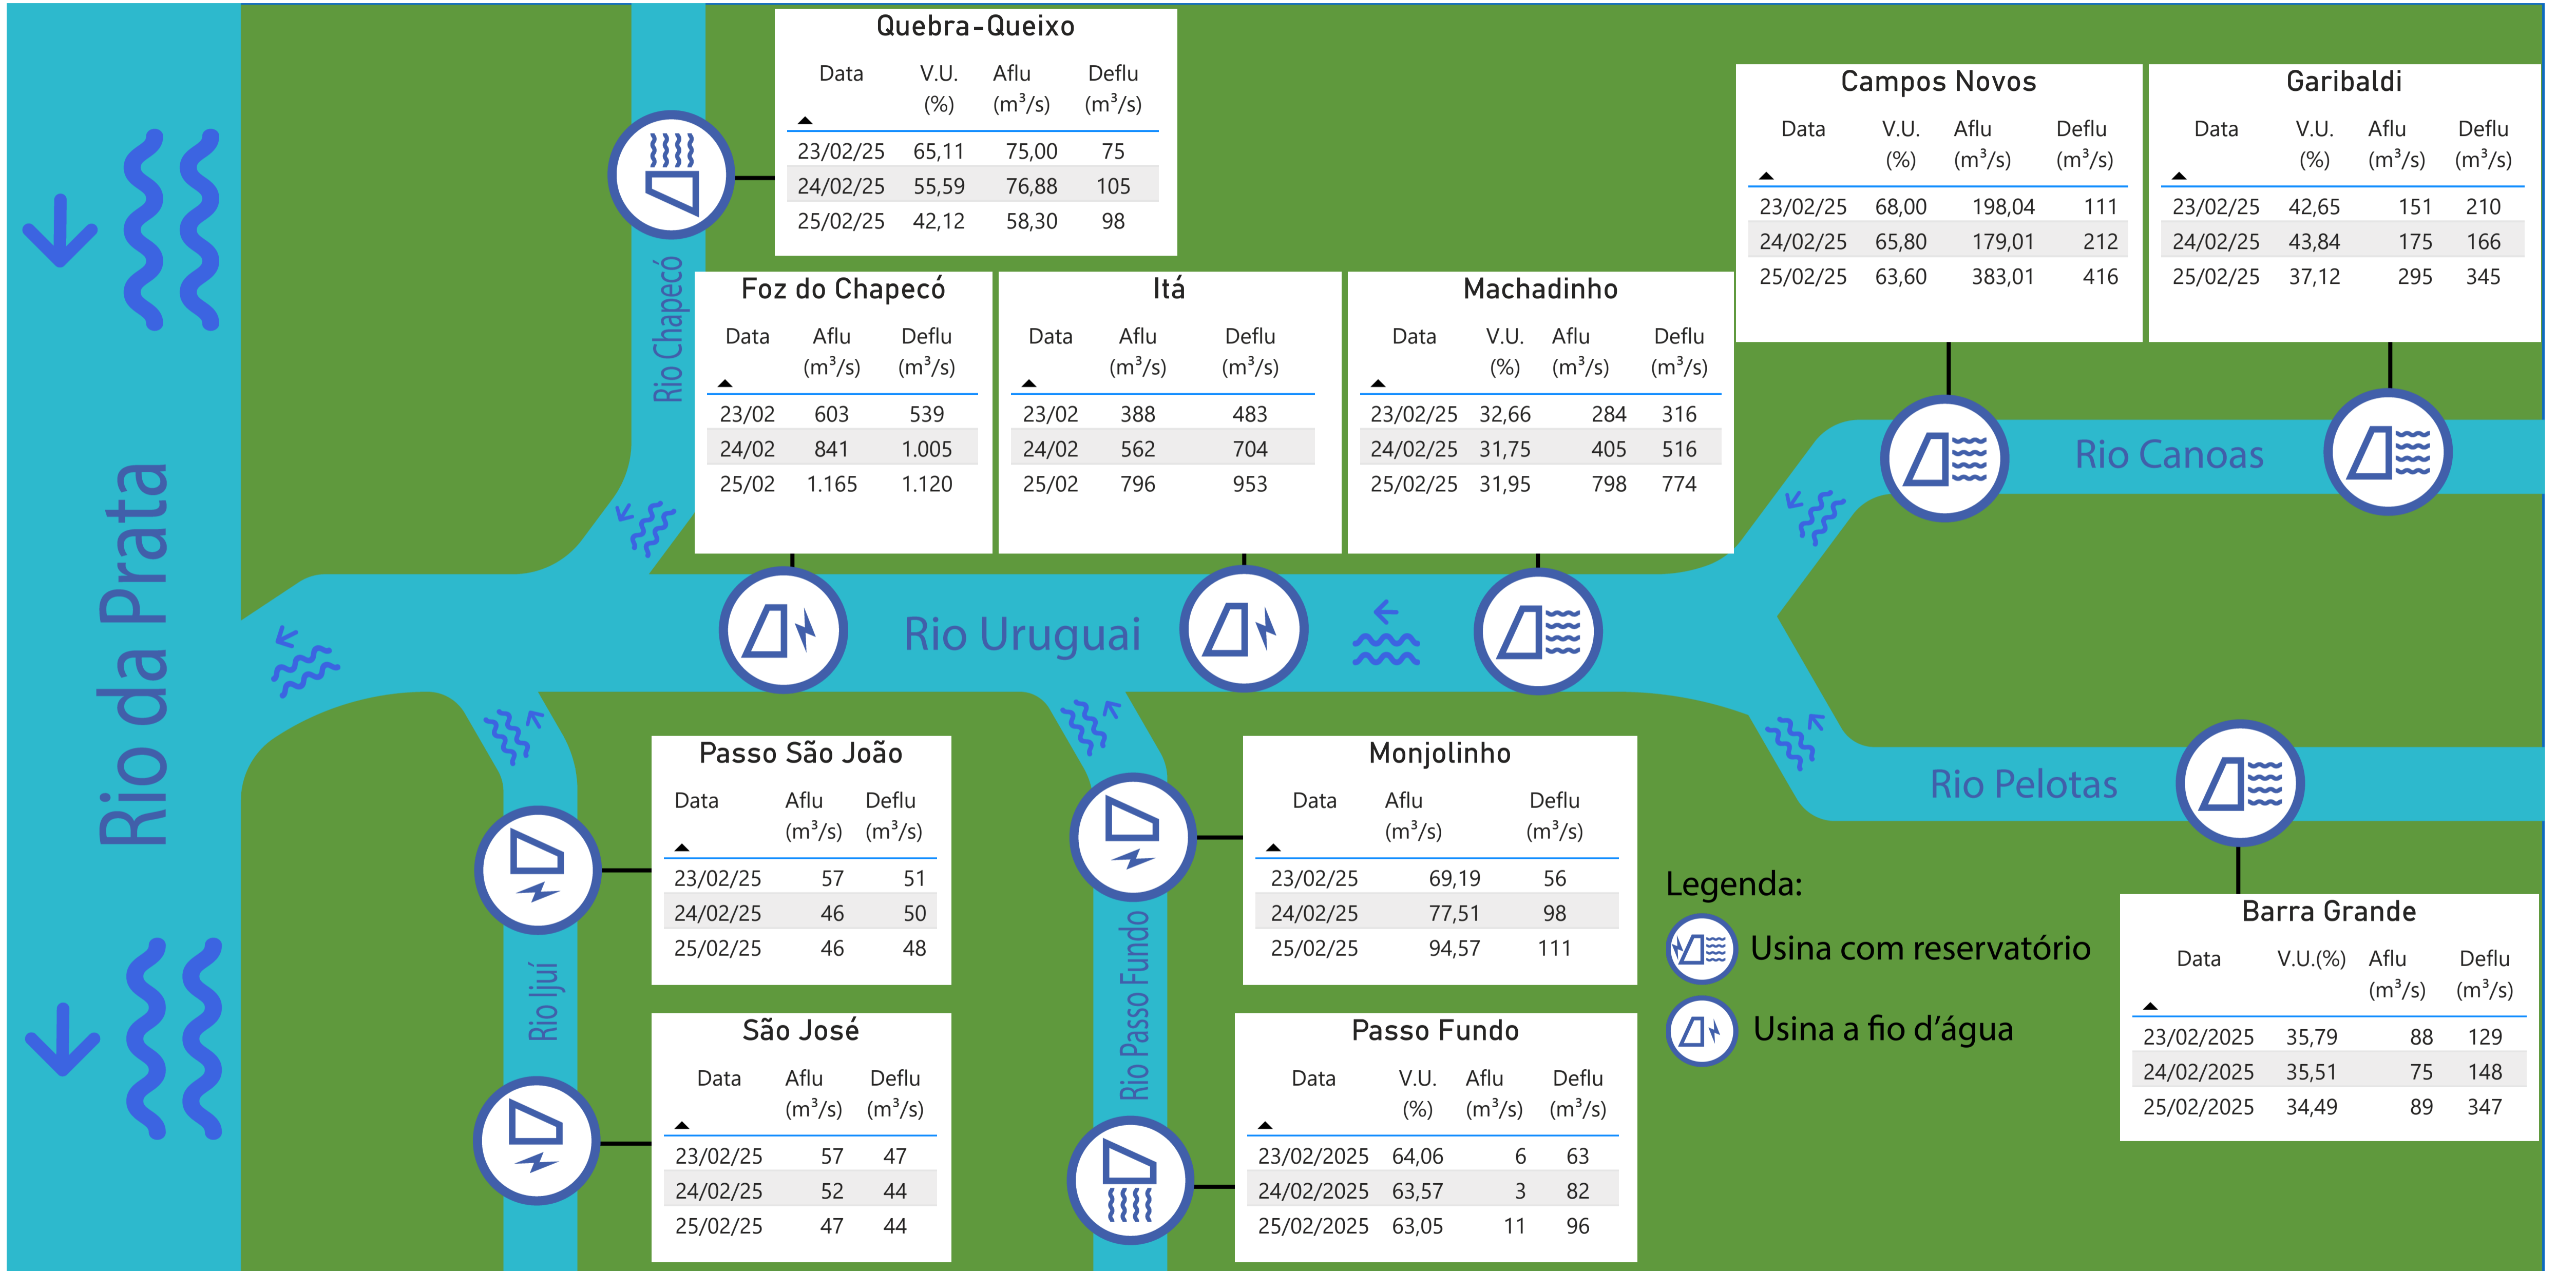 Quebra-Queixo
Data V.U. (%) Aflu (m³/s) Deflu (m³/s)
23/02/25 65,11 75,00 75
24/02/25 55,59 76,88 105
25/02/25 42,12 58,30 98
Campos Novos
Data V.U. (%) Aflu (m³/s) Deflu (m³/s)
23/02/25 68,00 198,04 111
24/02/25 65,80 179,01 212
25/02/25 63,60 383,01 416
Garibaldi
Data V.U. (%) Aflu (m³/s) Deflu (m³/s)
23/02/25 42,65 151 210
24/02/25 43,84 175 166
25/02/25 37,12 295 345
Rio Chapecó
Foz do Chapecó
Data Aflu (m³/s) Deflu (m³/s)
23/02 603 539
24/02 841 1.005
25/02 1.165 1.120
Itá
Data Aflu (m³/s) Deflu (m³/s)
23/02 388 483
24/02 562 704
25/02 796 953
Machadinho
Data V.U. (%) Aflu (m³/s) Deflu (m³/s)
23/02/25 32,66 284 316
24/02/25 31,75 405 516
25/02/25 31,95 798 774
Rio Canoas
Rio da Prata
Rio Uruguai
Rio Pelotas
Passo São João
Data Aflu (m³/s) Deflu (m³/s)
23/02/25 57 51
24/02/25 46 50
25/02/25 46 48
Monjolinho
Data Aflu (m³/s) Deflu (m³/s)
23/02/25 69,19 56
24/02/25 77,51 98
25/02/25 94,57 111
Legenda:
Usina com reservatório
Usina a fio d’água
Barra Grande
Data V.U.(%) Aflu (m³/s) Deflu (m³/s)
23/02/2025 35,79 88 129
24/02/2025 35,51 75 148
25/02/2025 34,49 89 347
Rio Ijuí
São José
Data Aflu (m³/s) Deflu (m³/s)
23/02/25 57 47
24/02/25 52 44
25/02/25 47 44
Rio Passo Fundo
Passo Fundo
Data V.U. (%) Aflu (m³/s) Deflu (m³/s)
23/02/2025 64,06 6 63
24/02/2025 63,57 3 82
25/02/2025 63,05 11 96